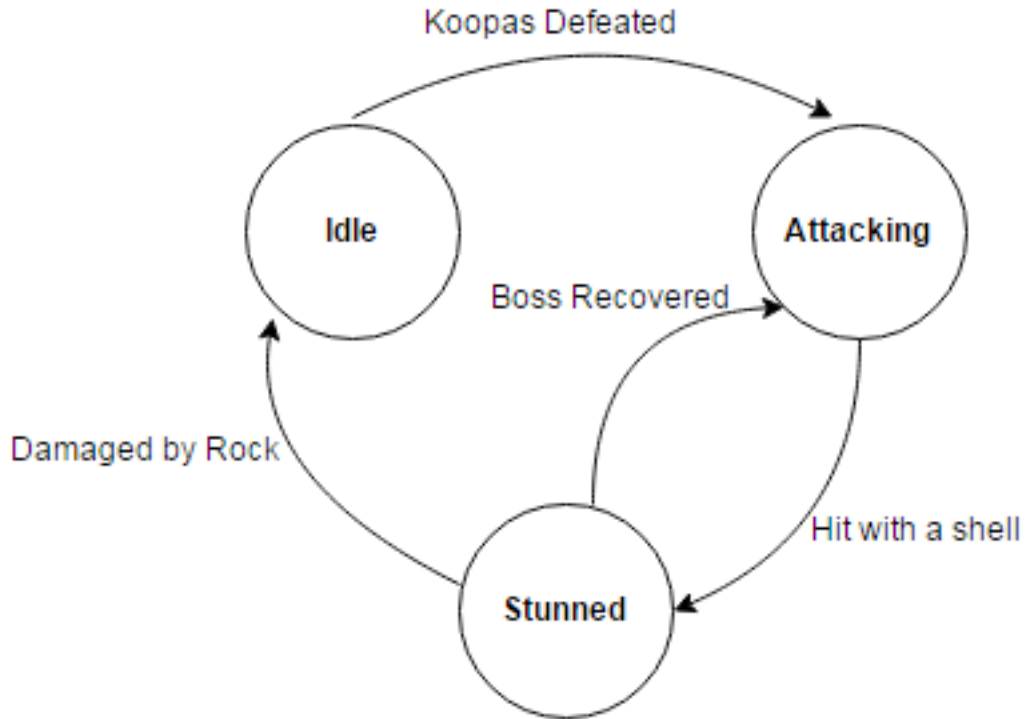 Koopas Defeated
Idle
Attacking
Boss Recovered
Damaged by Rock
Hit with a shell
Stunned